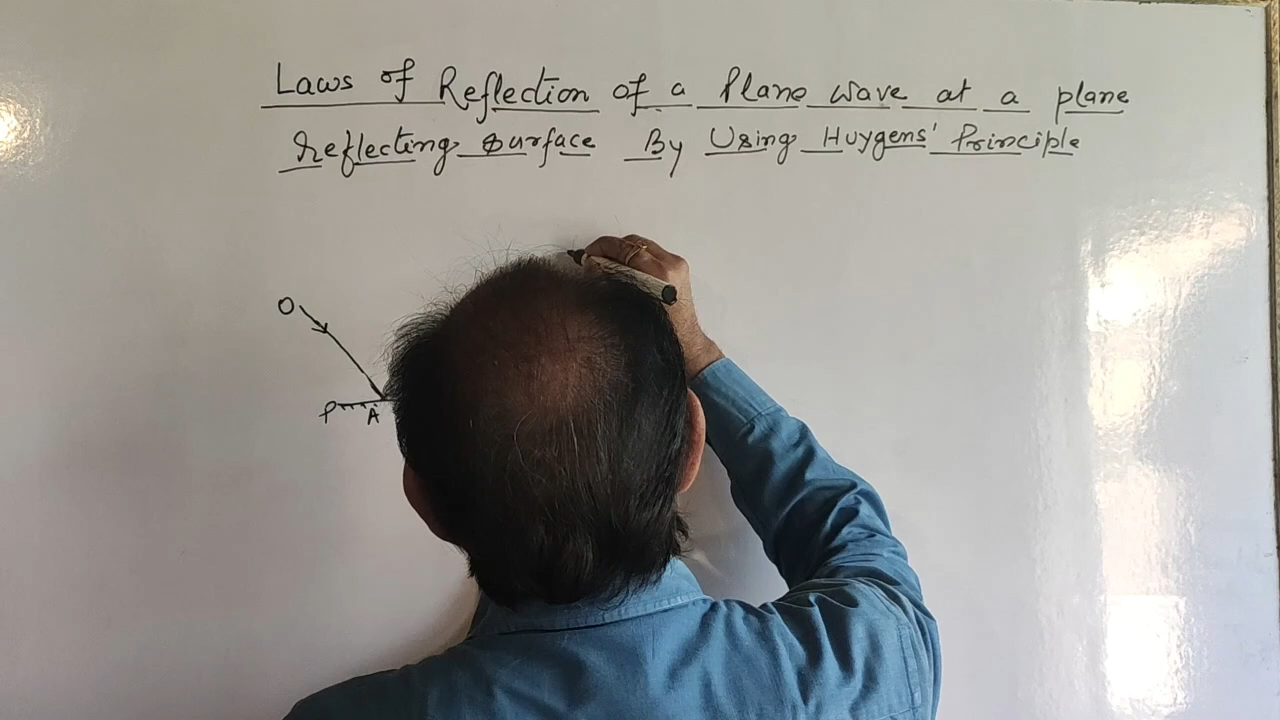 Laws of Reflection of a Plane wave at a plane
Reflecting surface By Using Huygens' Principle
O
P A